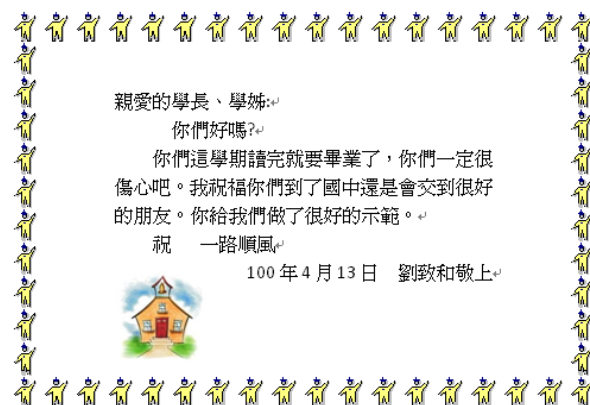 親愛的學長、學姊:
你們好嗎?
你們這學期讀完就要畢業了，你們一定很
傷心吧。我祝福你們到了國中還是會交到很好
的朋友。你給我們做了很好的示範。
祝　一路順風
100 年 4 月 13 日　劉致和敬上